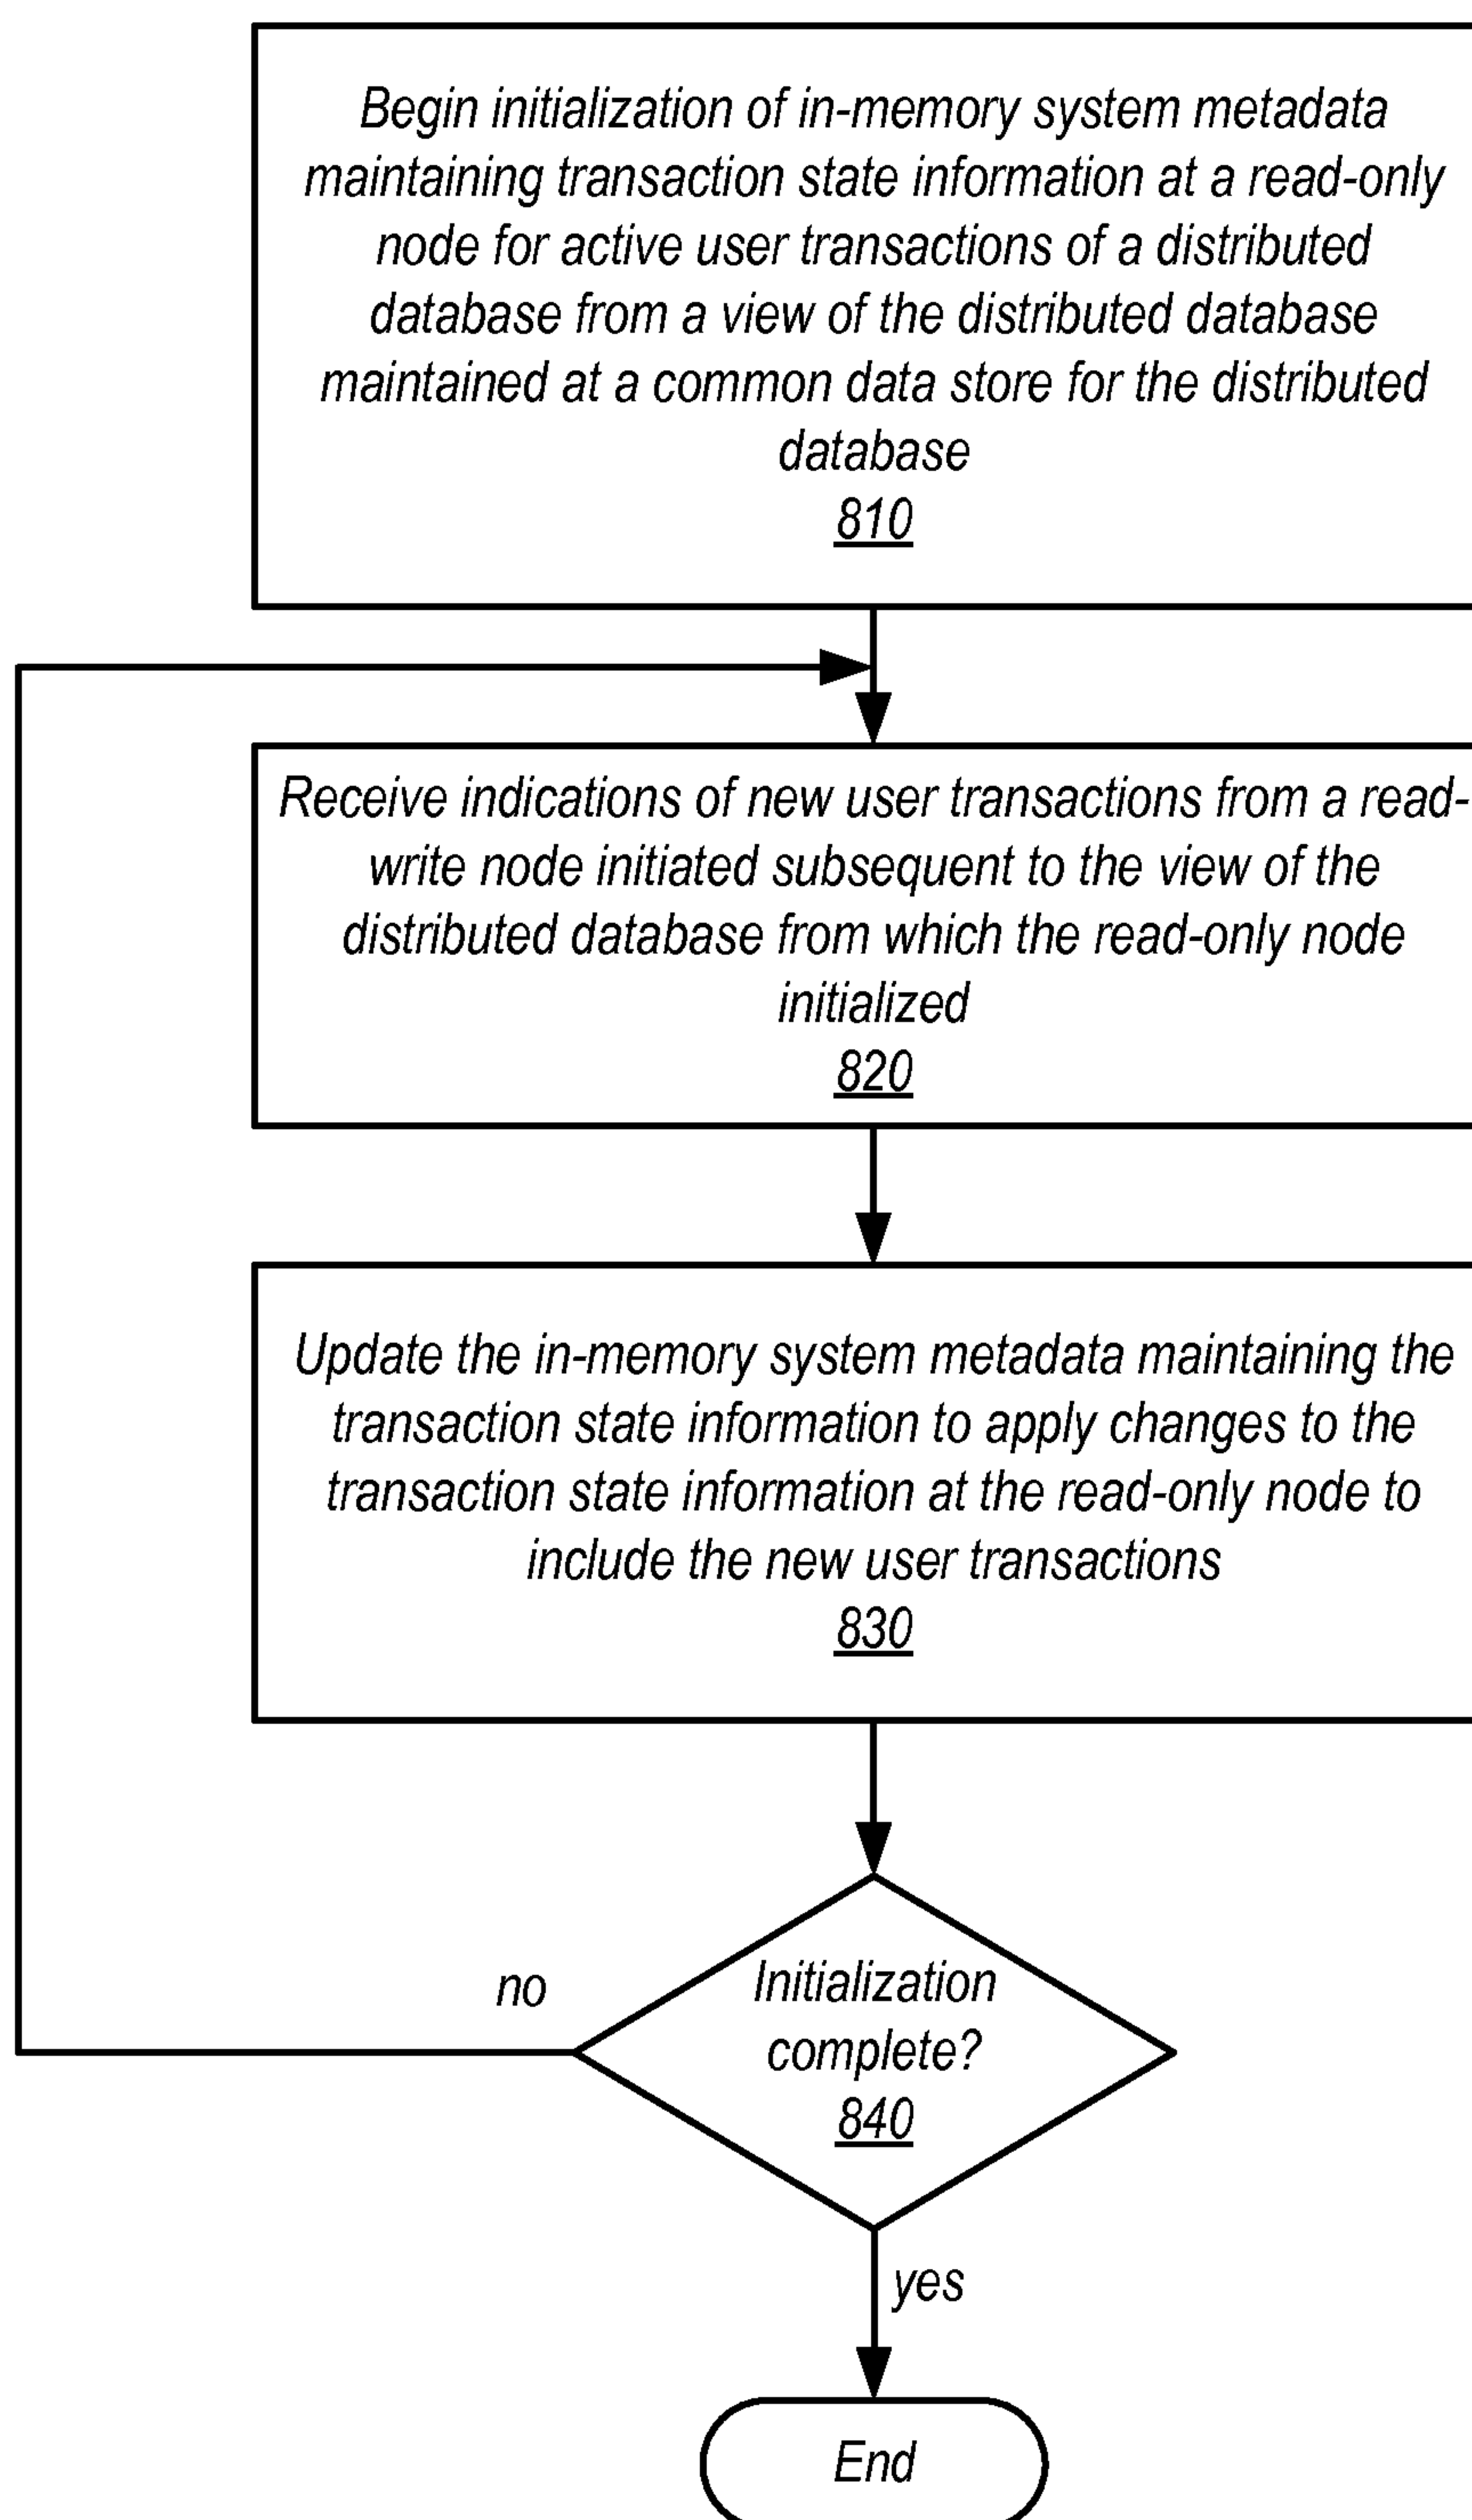 Begin initialization of in-memory system metadata
maintaining transaction state information at a read-only
node for active user transactions of a distributed
database from a view of the distributed database
maintained at a common data store for the distributed
database
810
Receive indications of new user transactions from a read-
write node initiated subsequent to the view of the
distributed database from which the read-only node
initialized
820
Update the in-memory system metadata maintaining the
transaction state information to apply changes to the
transaction state information at the read-only node to
include the new user transactions
830
no
Initialization
complete?
840
yes
End